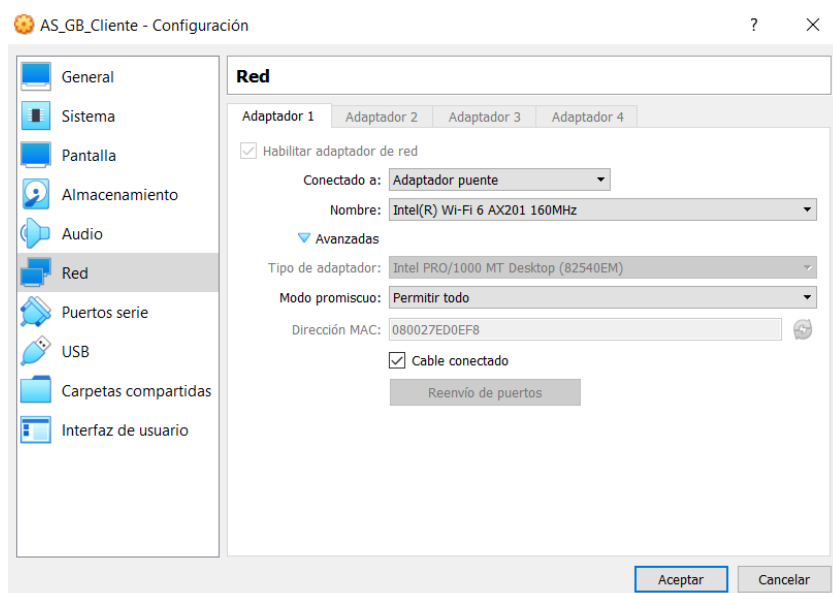 AS_GB_Cliente - Configuración
?
General
Sistema
Pantalla
Almacenamiento
Audio
Red
Puertos serie
USB
Carpetas compartidas
Interfaz de usuario
Red
Adaptador 1 Adaptador 2 Adaptador 3 Adaptador 4
Habilitar adaptador de red
Conectado a: Adaptador puente
Nombre: Intel(R) Wi-Fi 6 AX201 160MHz
Avanzadas
Tipo de adaptador: Intel PRO/1000 MT Desktop (82540EM)
Modo promiscuo: Permitir todo
Dirección MAC: 080027ED0EF8
Cable conectado
Reenvío de puertos
Aceptar Cancelar